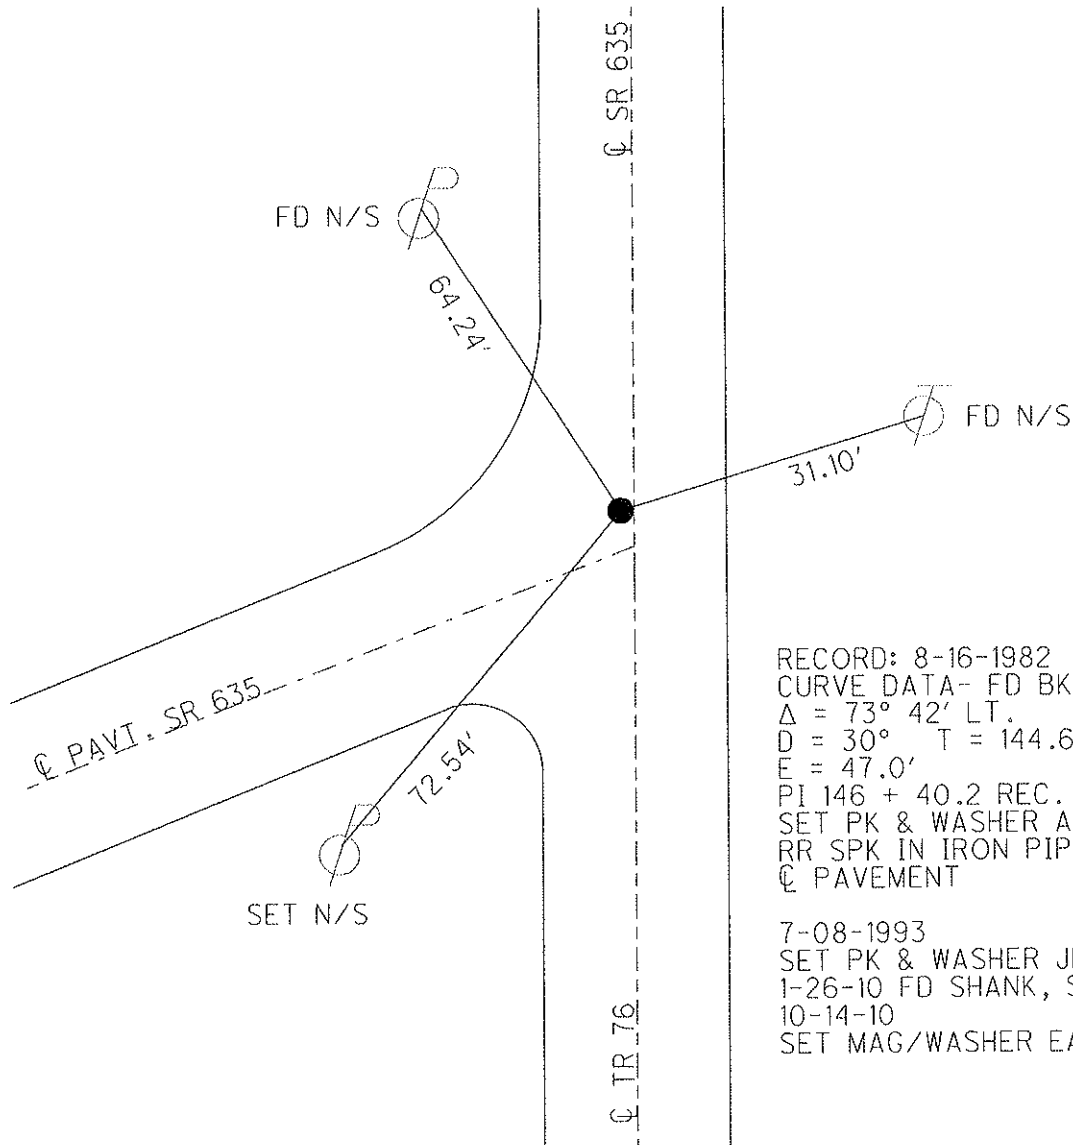 ℄ SR 635
FD N/S
64.24'
FD N/S
31.10'
℄ PAVT. SR 635
72.54'
SET N/S
℄ TR 76
RECORD: 8-16-1982
CURVE DATA- FD BK
Δ = 73° 42' LT.
D = 30° T = 144.6
E = 47.0'
PI 146 + 40.2 REC.
SET PK & WASHER A
RR SPK IN IRON PIP
℄ PAVEMENT
7-08-1993
SET PK & WASHER
1-26-10 FD SHANK, S
10-14-10
SET MAG/WASHER EA